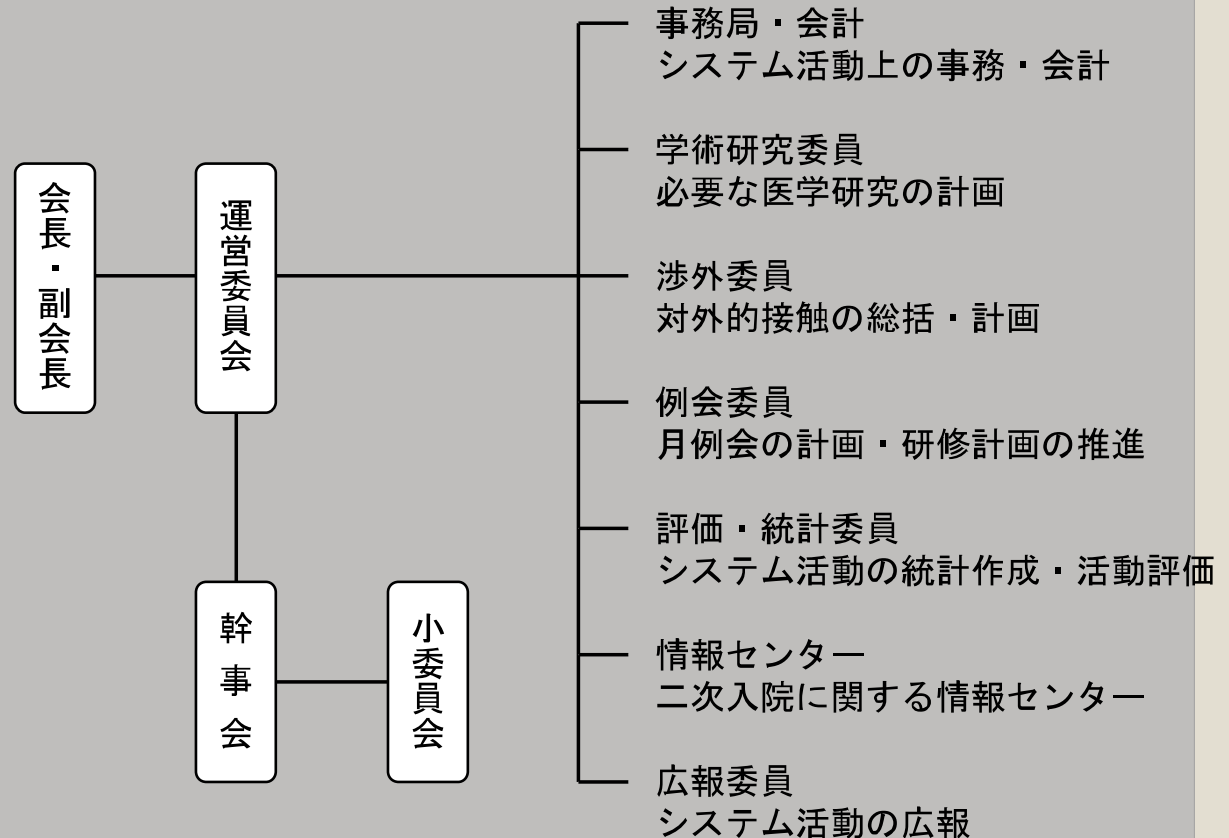 会長・副会長
運営委員会
幹事会
小委員会
事務局・会計
システム活動上の事務・会計
学術研究委員
必要な医学研究の計画
渉外委員
対外的接触の総括・計画
例会委員
月例会の計画・研修計画の推進
評価・統計委員
システム活動の統計作成・活動評価
情報センター
二次入院に関する情報センター
広報委員
システム活動の広報